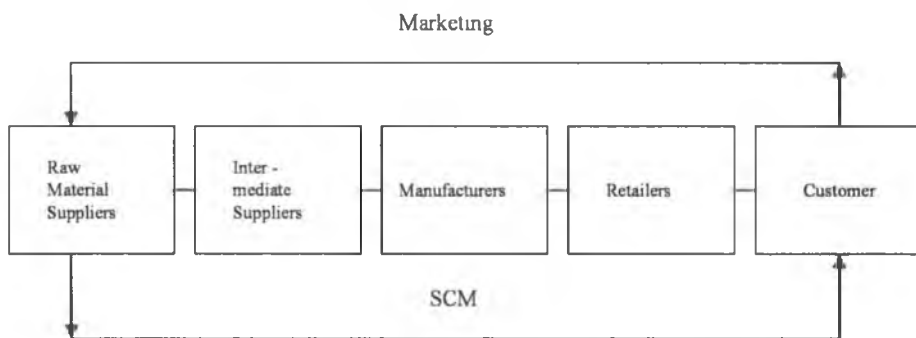 Marketing
Raw
Material
Suppliers
Inter -
mediate
Suppliers
Manufacturers
Retailers
Customer
SCM